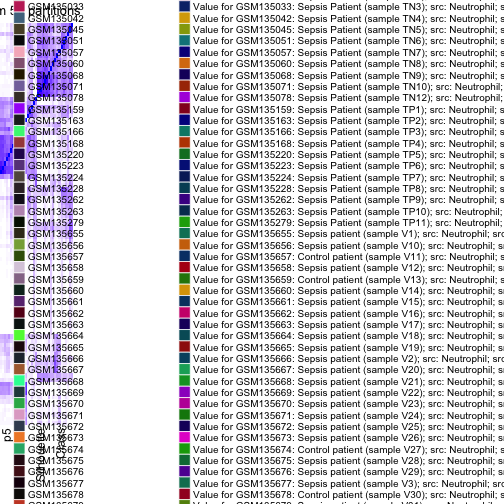 partitions
GSM135033 Value for GSM135033: Sepsis Patient (sample TN3); src: Neutrophil;
GSM135042 Value for GSM135042: Sepsis Patient (sample TN4); src: Neutrophil;
GSM135045 Value for GSM135045: Sepsis Patient (sample TN5); src: Neutrophil;
GSM135051 Value for GSM135051: Sepsis Patient (sample TN6); src: Neutrophil;
GSM135057 Value for GSM135057: Sepsis Patient (sample TN7); src: Neutrophil;
GSM135060 Value for GSM135060: Sepsis Patient (sample TN8); src: Neutrophil;
GSM135068 Value for GSM135068: Sepsis Patient (sample TN9); src: Neutrophil;
GSM135071 Value for GSM135071: Sepsis Patient (sample TN10); src: Neutrophil;
GSM135078 Value for GSM135078: Sepsis Patient (sample TN12); src: Neutrophil;
GSM135159 Value for GSM135159: Sepsis Patient (sample TP1); src: Neutrophil;
GSM135163 Value for GSM135163: Sepsis Patient (sample TP2); src: Neutrophil;
GSM135166 Value for GSM135166: Sepsis Patient (sample TP3); src: Neutrophil;
GSM135168 Value for GSM135168: Sepsis Patient (sample TP4); src: Neutrophil;
GSM135220 Value for GSM135220: Sepsis Patient (sample TP5); src: Neutrophil;
GSM135223 Value for GSM135223: Sepsis Patient (sample TP6); src: Neutrophil;
GSM135224 Value for GSM135224: Sepsis Patient (sample TP7); src: Neutrophil;
GSM135228 Value for GSM135228: Sepsis Patient (sample TP8); src: Neutrophil;
GSM135262 Value for GSM135262: Sepsis Patient (sample TP9); src: Neutrophil;
GSM135263 Value for GSM135263: Sepsis Patient (sample TP10); src: Neutrophil;
GSM135279 Value for GSM135279: Sepsis Patient (sample TP11); src: Neutrophil;
GSM135655 Value for GSM135655: Sepsis patient (sample V1); src: Neutrophil;
GSM135656 Value for GSM135656: Sepsis patient (sample V10); src: Neutrophil;
GSM135657 Value for GSM135657: Control patient (sample V11); src: Neutrophil;
GSM135658 Value for GSM135658: Sepsis patient (sample V12); src: Neutrophil;
GSM135659 Value for GSM135659: Control patient (sample V13); src: Neutrophil;
GSM135660 Value for GSM135660: Sepsis patient (sample V14); src: Neutrophil;
GSM135661 Value for GSM135661: Sepsis patient (sample V15); src: Neutrophil;
GSM135662 Value for GSM135662: Sepsis patient (sample V16); src: Neutrophil;
GSM135663 Value for GSM135663: Sepsis patient (sample V17); src: Neutrophil;
GSM135664 Value for GSM135664: Sepsis patient (sample V18); src: Neutrophil;
GSM135665 Value for GSM135665: Sepsis patient (sample V19); src: Neutrophil;
GSM135666 Value for GSM135666: Sepsis patient (sample V2); src: Neutrophil;
GSM135667 Value for GSM135667: Sepsis patient (sample V20); src: Neutrophil;
GSM135668 Value for GSM135668: Sepsis patient (sample V21); src: Neutrophil;
GSM135669 Value for GSM135669: Sepsis patient (sample V22); src: Neutrophil;
GSM135670 Value for GSM135670: Sepsis patient (sample V23); src: Neutrophil;
GSM135671 Value for GSM135671: Sepsis patient (sample V24); src: Neutrophil;
GSM135672 Value for GSM135672: Sepsis patient (sample V25); src: Neutrophil;
GSM135673 Value for GSM135673: Sepsis patient (sample V26); src: Neutrophil;
GSM135674 Value for GSM135674: Control patient (sample V27); src: Neutrophil;
GSM135675 Value for GSM135675: Sepsis patient (sample V28); src: Neutrophil;
GSM135676 Value for GSM135676: Sepsis patient (sample V29); src: Neutrophil;
GSM135677 Value for GSM135677: Sepsis patient (sample V3); src: Neutrophil;
GSM135678 Value for GSM135678: Control patient (sample V30); src: Neutrophil;
p5